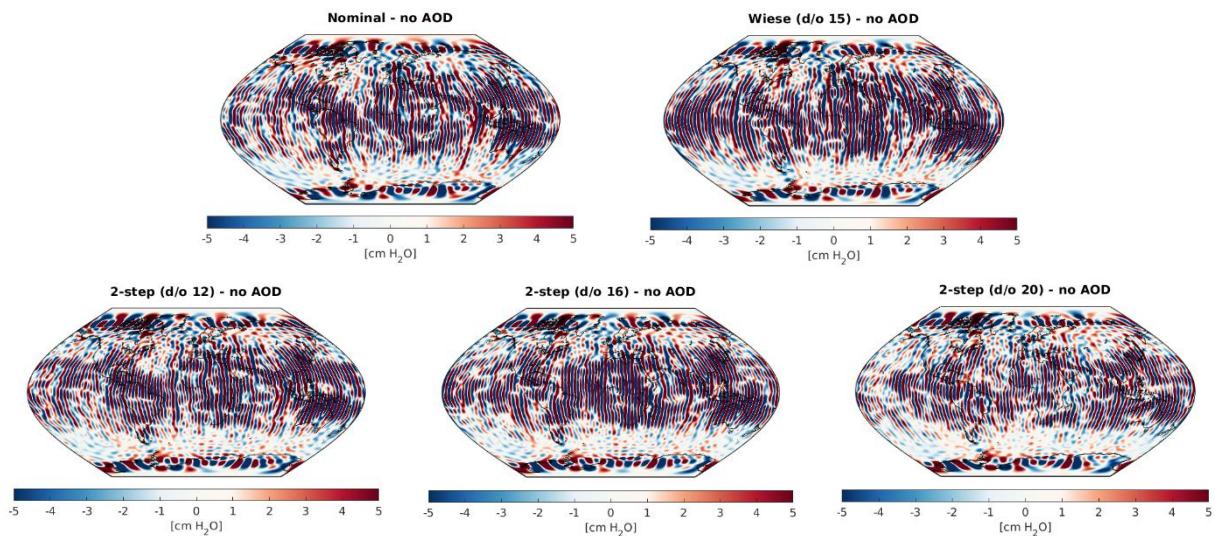 Nominal - no AOD
Wiese (d/o 15) - no AOD
-5 -4 -3 -2 -1 0 1 2 3 4 5
[cm H₂O]
-5 -4 -3 -2 -1 0 1 2 3 4 5
[cm H₂O]
2-step (d/o 12) - no AOD
2-step (d/o 16) - no AOD
2-step (d/o 20) - no AOD
-5 -4 -3 -2 -1 0 1 2 3 4 5
[cm H₂O]
-5 -4 -3 -2 -1 0 1 2 3 4 5
[cm H₂O]
-5 -4 -3 -2 -1 0 1 2 3 4 5
[cm H₂O]